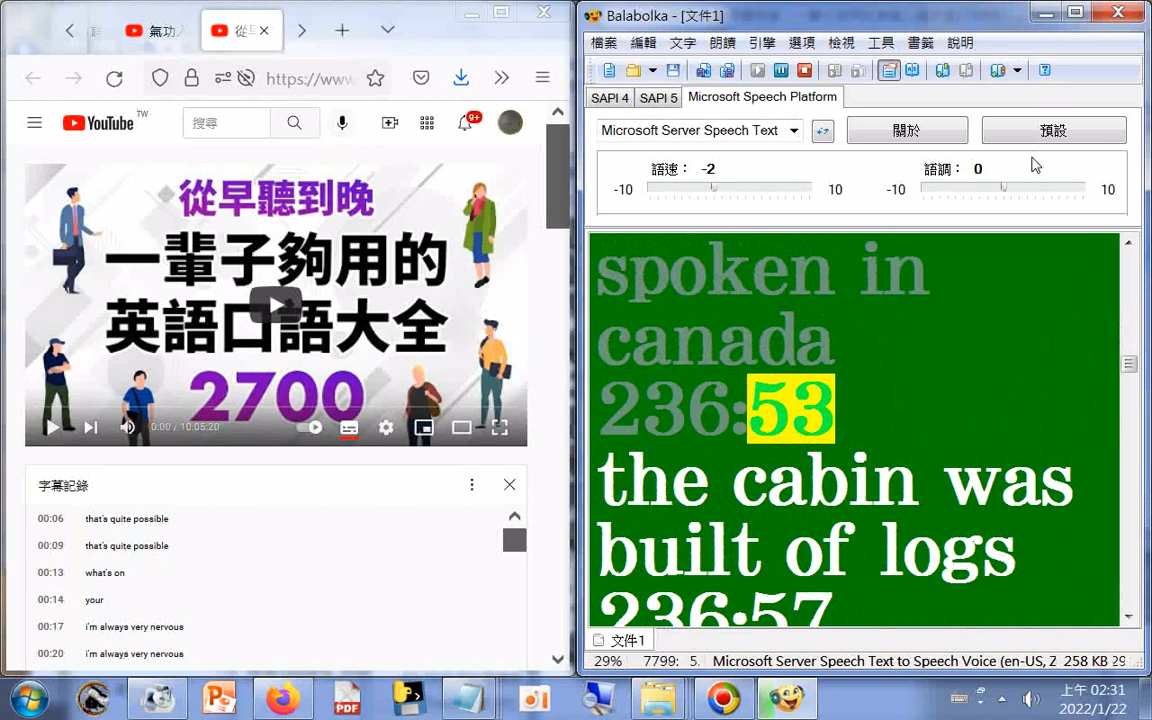 氣功
從
https://www.
YouTube TW
搜尋
9+
從早聽到晚
一輩子夠用的
英語口語大全
2700
0:00 / 10:05:20
字幕記錄
00:06 that's quite possible
00:09 that's quite possible
00:13 what's on
00:14 your
00:17 i'm always very nervous
00:20 i'm always very nervous
Balabolka - [文件1]
檔案 編輯 文字 朗讀 引擎 選項 檢視 工具 書籤 說明
SAPI 4 SAPI 5 Microsoft Speech Platform
Microsoft Server Speech Text 關於 預設
語速： -2 語調： 0
-10 10 -10 10
spoken in
canada
236:53
the cabin was
built of logs
236:57
文件1
29% 7799: 5. Microsoft Server Speech Text to Speech Voice (en-US, Z 258 KB 29
PDF
上午 02:31
2022/1/22